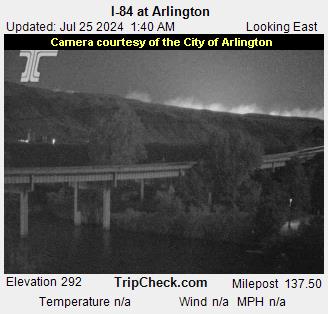 I-84 at Arlington
Updated: Jul 25 2024 1:40 AM Looking East
Camera courtesy of the City of Arlington
Elevation 292 TripCheck.com Milepost 137.50
Temperature n/a Wind n/a MPH n/a